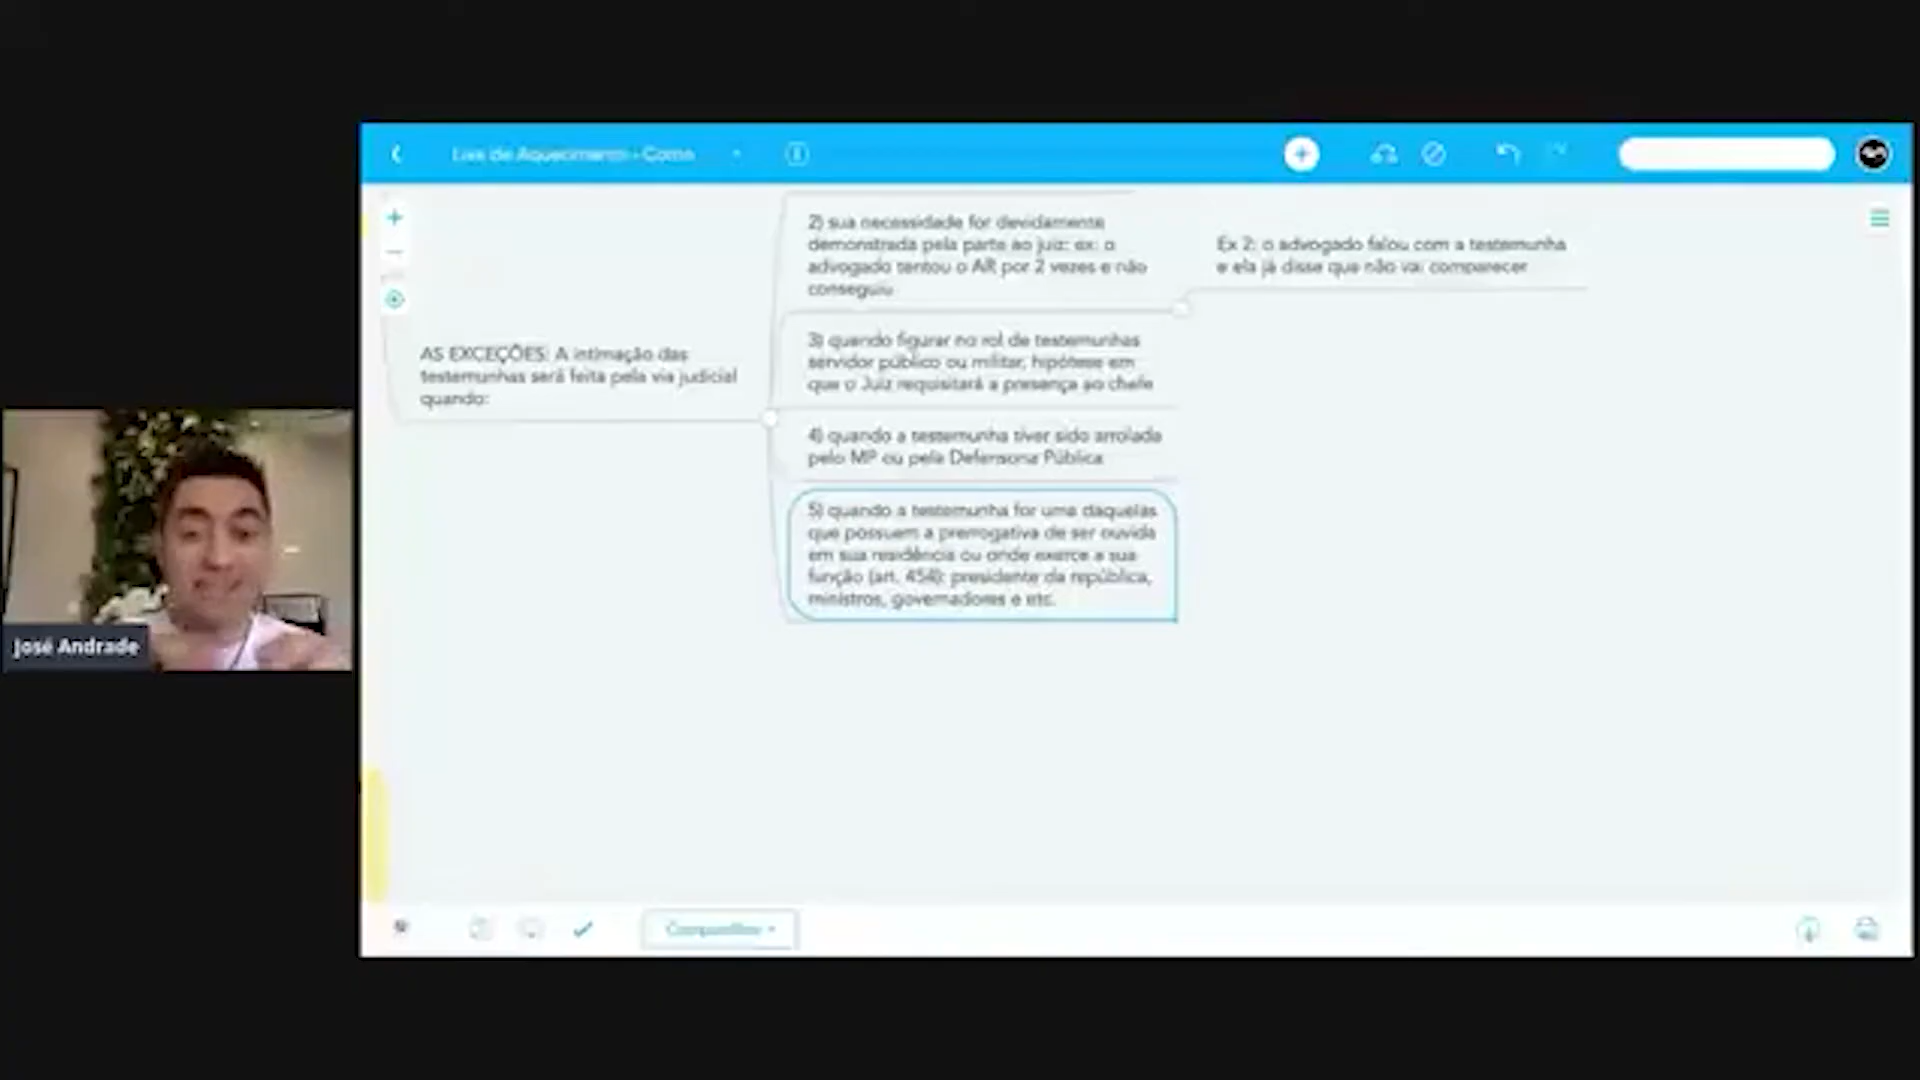 Live de Aquecimento - Como
2) sua necessidade for devidamente
demonstrada pela parte ao juiz: ex: o
advogado tentou o AR por 2 vezes e não
conseguiu
Ex 2: o advogado falou com a testemunha
e ela já disse que não vai comparecer
AS EXCEÇÕES: A intimação das
testemunhas será feita pela via judicial
quando:
3) quando figurar no rol de testemunhas
servidor público ou militar, hipótese em
que o Juiz requisitará a presença ao chefe
4) quando a testemunha tiver sido arrolada
pelo MP ou pela Defensoria Pública
5) quando a testemunha for uma daquelas
que possuem a prerrogativa de ser ouvida
em sua residência ou onde exerce a sua
função (art. 454): presidente da república,
ministros, governadores e etc.
José Andrade
Compartilhar